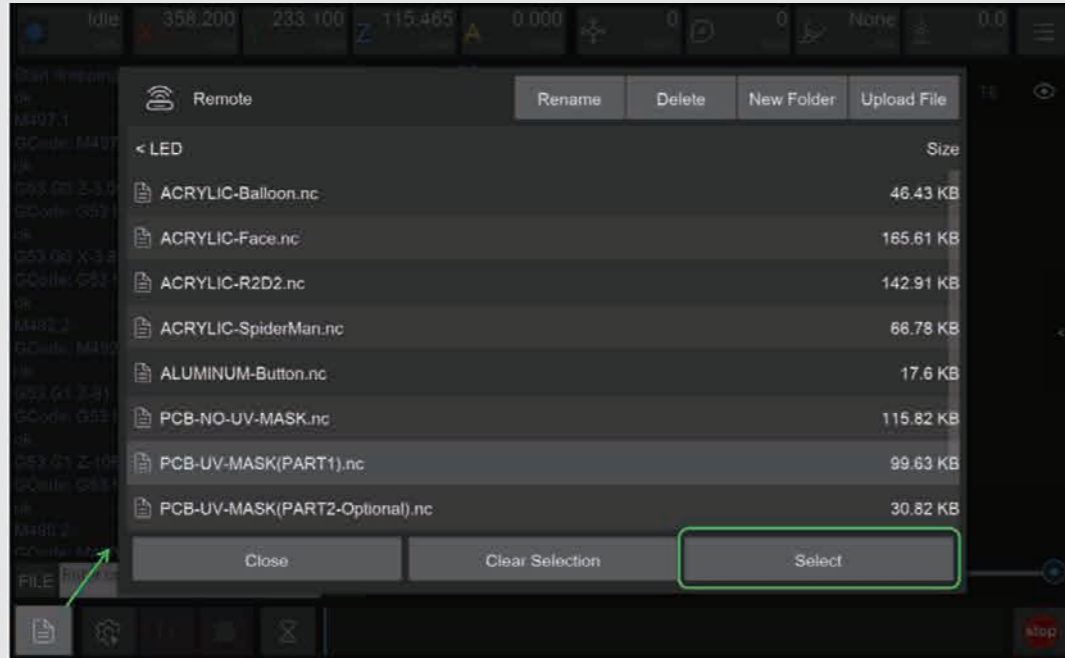 Idle 358.200 233.100 Z 115.465 A 0.000 0 0 None 0.0
Remote Rename Delete New Folder Upload File
M497.1
< LED Size
ACRYLIC-Balloon.nc 46.43 KB
ACRYLIC-Face.nc 165.61 KB
ACRYLIC-R2D2.nc 142.91 KB
ACRYLIC-SpiderMan.nc 66.78 KB
ALUMINUM-Button.nc 17.6 KB
PCB-NO-UV-MASK.nc 115.82 KB
PCB-UV-MASK(PART1).nc 99.63 KB
PCB-UV-MASK(PART2-Optional).nc 30.82 KB
Close Clear Selection Select
FILE
stop